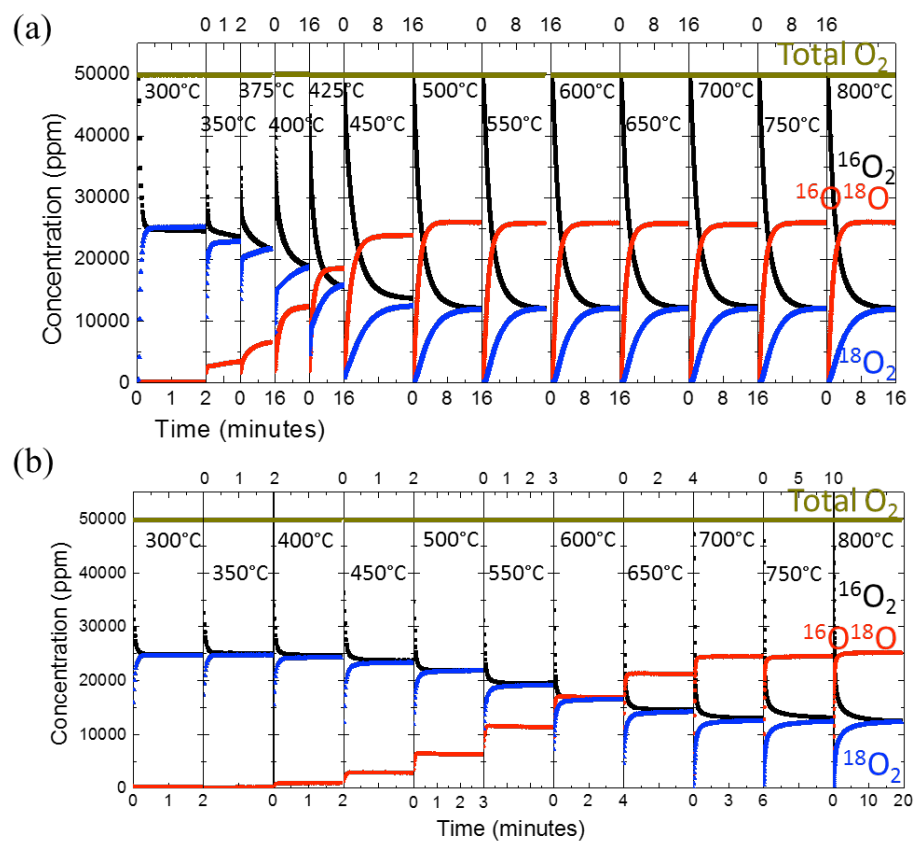 (a)
0 1 2 0 16 0 8 16 0 8 16 0 8 16 0 8 16
Total O₂
50000
300°C 375°C 425°C 500°C 600°C 700°C 800°C
350°C 400°C 450°C 550°C 650°C 750°C
40000
¹⁶O₂
30000
¹⁶O¹⁸O
20000
10000
¹⁸O₂
0
Concentration (ppm)
0 2 0 16 0 16 0 8 16 0 8 16 0 8 16 0 8 16
Time (minutes)
(b)
0 1 2 0 1 2 0 1 2 3 0 2 4 0 5 10
Total O₂
50000
300°C 400°C 500°C 600°C 700°C 800°C
350°C 450°C 550°C 650°C 750°C
40000
¹⁶O₂
30000
¹⁶O¹⁸O
20000
10000
¹⁸O₂
0
Concentration (ppm)
0 1 2 0 1 2 0 1 2 3 0 2 4 0 3 6 0 10 20
Time (minutes)